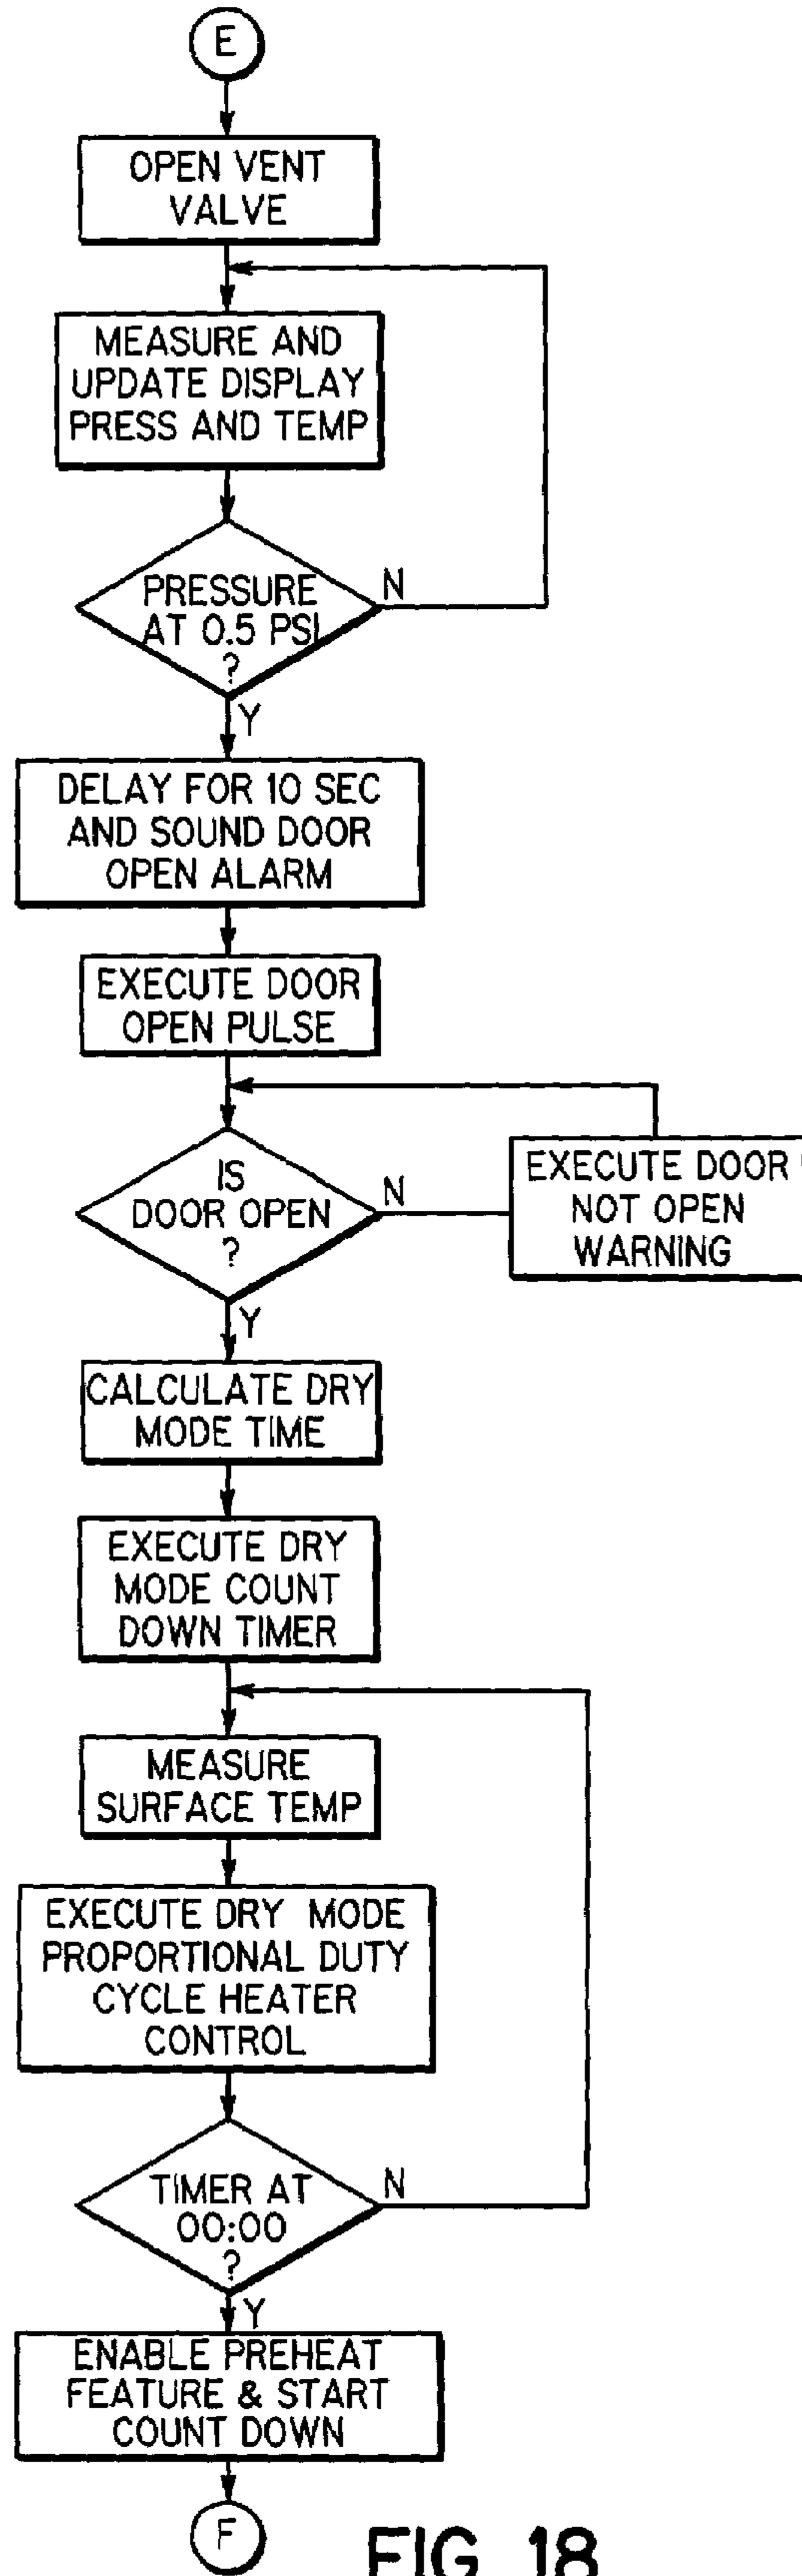 E
OPEN VENT
VALVE
MEASURE AND
UPDATE DISPLAY
PRESS AND TEMP
PRESSURE
AT 0.5 PSI
?
N
Y
DELAY FOR 10 SEC
AND SOUND DOOR
OPEN ALARM
EXECUTE DOOR
OPEN PULSE
IS
DOOR OPEN
?
N
EXECUTE DOOR
NOT OPEN
WARNING
Y
CALCULATE DRY
MODE TIME
EXECUTE DRY
MODE COUNT
DOWN TIMER
MEASURE
SURFACE TEMP
EXECUTE DRY MODE
PROPORTIONAL DUTY
CYCLE HEATER
CONTROL
TIMER AT
00:00
?
N
Y
ENABLE PREHEAT
FEATURE & START
COUNT DOWN
F
FIG. 18